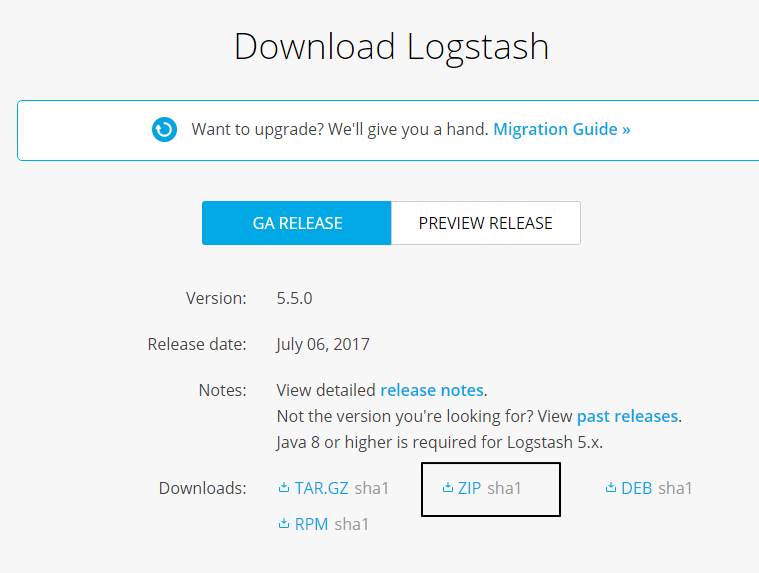 Download Logstash
Want to upgrade? We'll give you a hand. Migration Guide »
GA RELEASE PREVIEW RELEASE
Version: 5.5.0
Release date: July 06, 2017
Notes: View detailed release notes.
Not the version you're looking for? View past releases.
Java 8 or higher is required for Logstash 5.x.
Downloads: TAR.GZ sha1 ZIP sha1 DEB sha1
RPM sha1